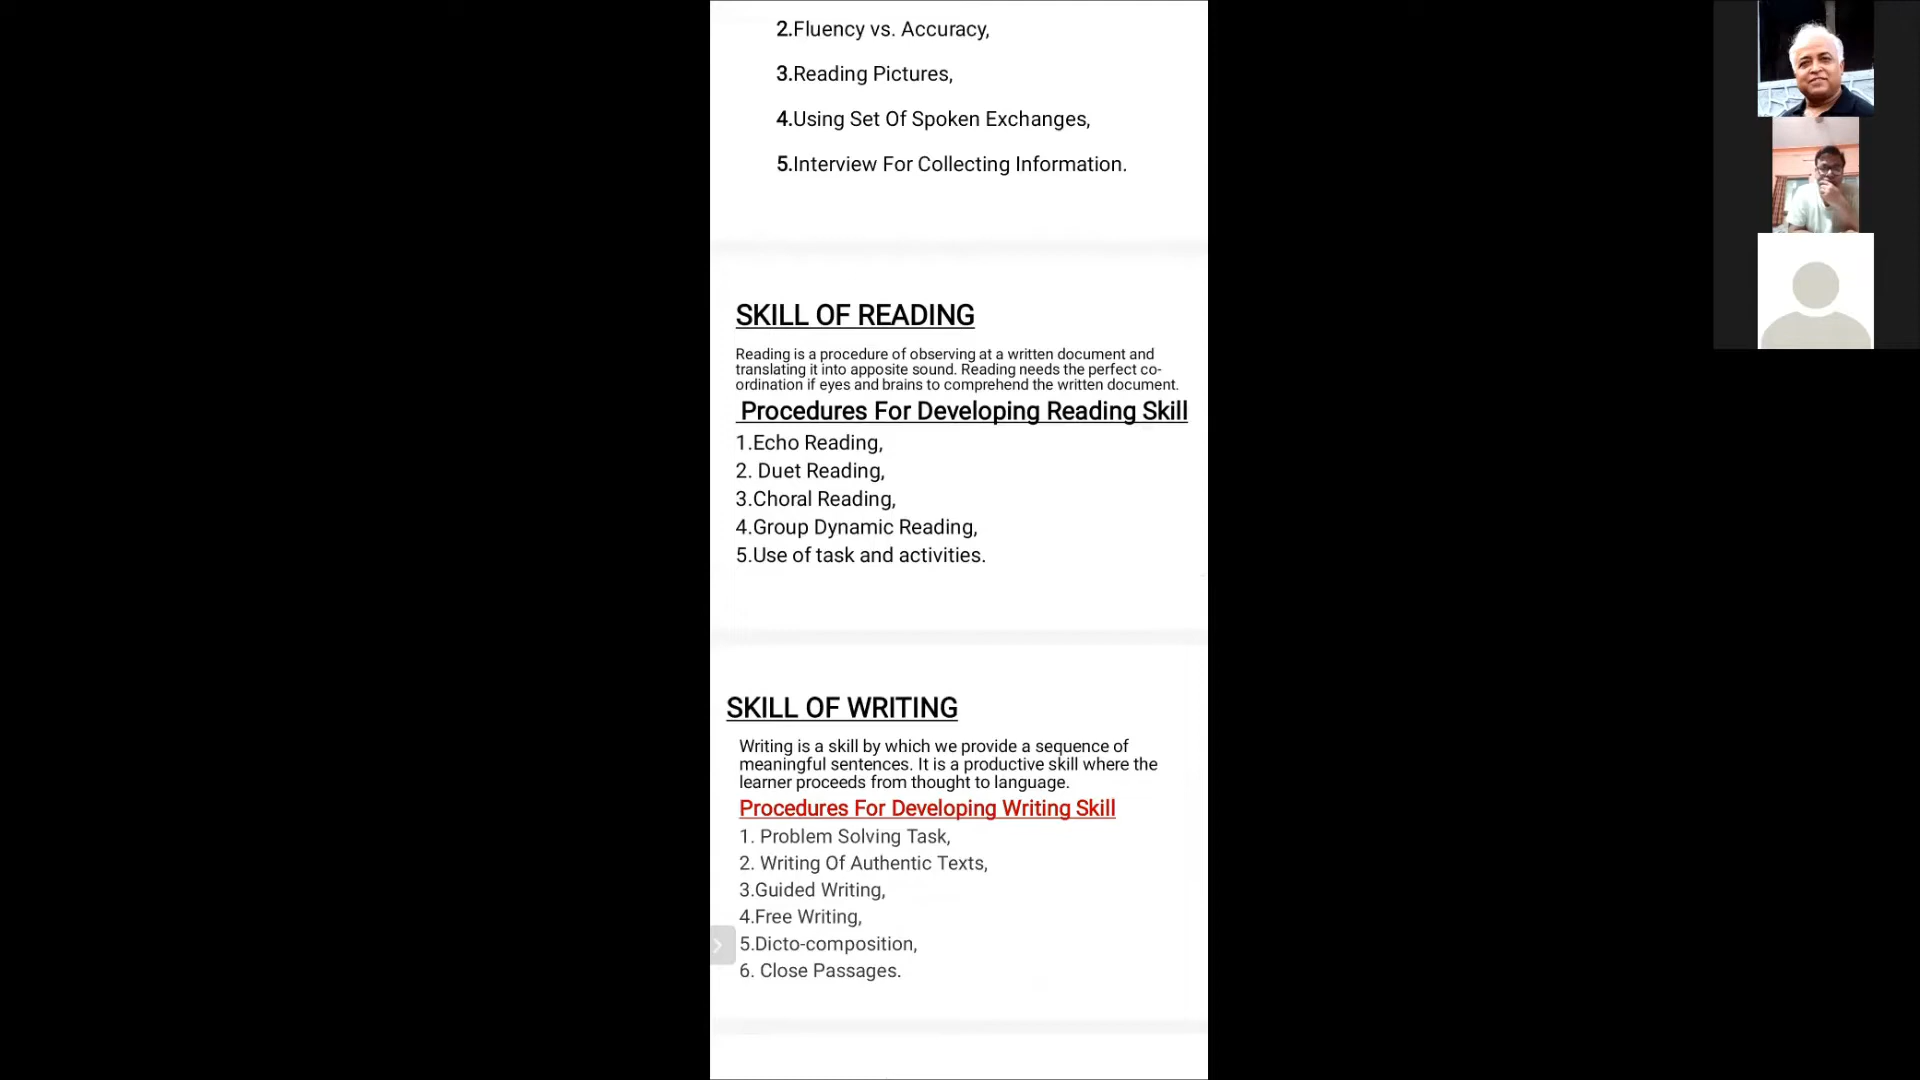 2.Fluency vs. Accuracy,
3.Reading Pictures,
4.Using Set Of Spoken Exchanges,
5.Interview For Collecting Information.
SKILL OF READING
Reading is a procedure of observing at a written document and
translating it into apposite sound. Reading needs the perfect co-
ordination if eyes and brains to comprehend the written document.
Procedures For Developing Reading Skill
1.Echo Reading,
2. Duet Reading,
3.Choral Reading,
4.Group Dynamic Reading,
5.Use of task and activities.
SKILL OF WRITING
Writing is a skill by which we provide a sequence of
meaningful sentences. It is a productive skill where the
learner proceeds from thought to language.
Procedures For Developing Writing Skill
1. Problem Solving Task,
2. Writing Of Authentic Texts,
3.Guided Writing,
4.Free Writing,
5.Dicto-composition,
6. Close Passages.